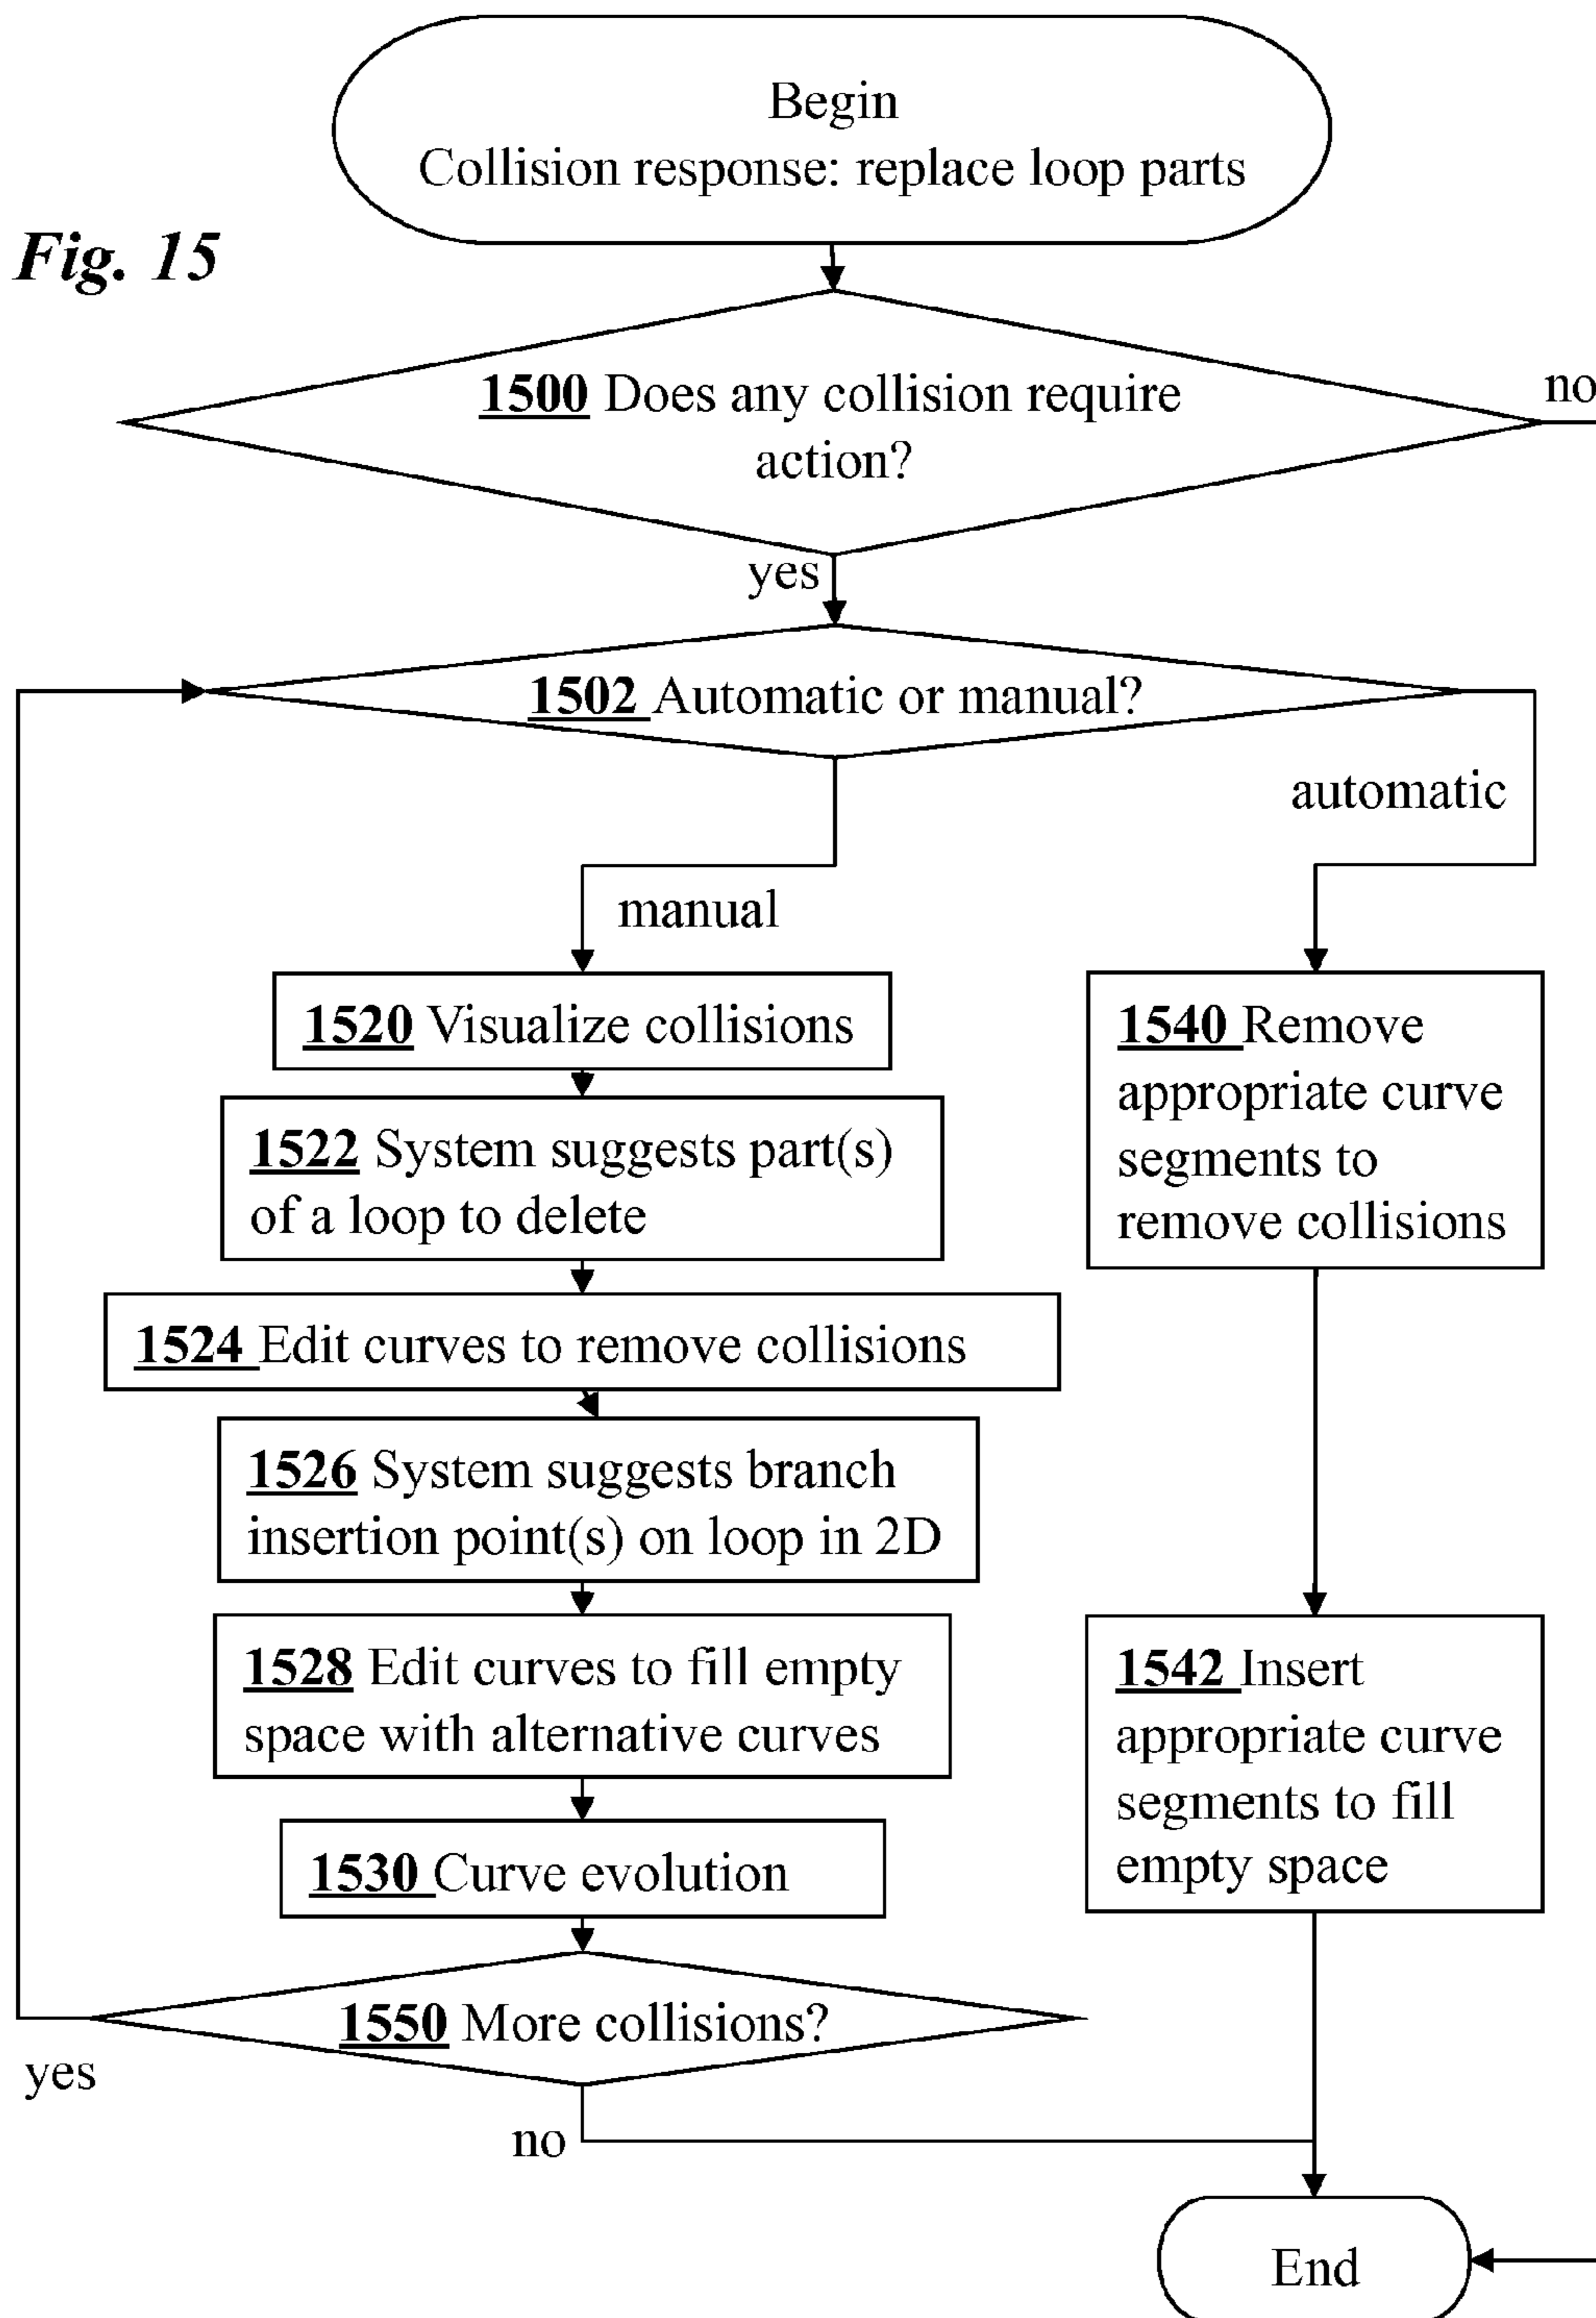 Begin
Collision response: replace loop parts
Fig. 15
1500 Does any collision require
action?
no
yes
1502 Automatic or manual?
automatic
manual
1520 Visualize collisions
1522 System suggests part(s)
of a loop to delete
1524 Edit curves to remove collisions
1526 System suggests branch
insertion point(s) on loop in 2D
1528 Edit curves to fill empty
space with alternative curves
1530 Curve evolution
1550 More collisions?
yes
no
1540 Remove
appropriate curve
segments to
remove collisions
1542 Insert
appropriate curve
segments to fill
empty space
End